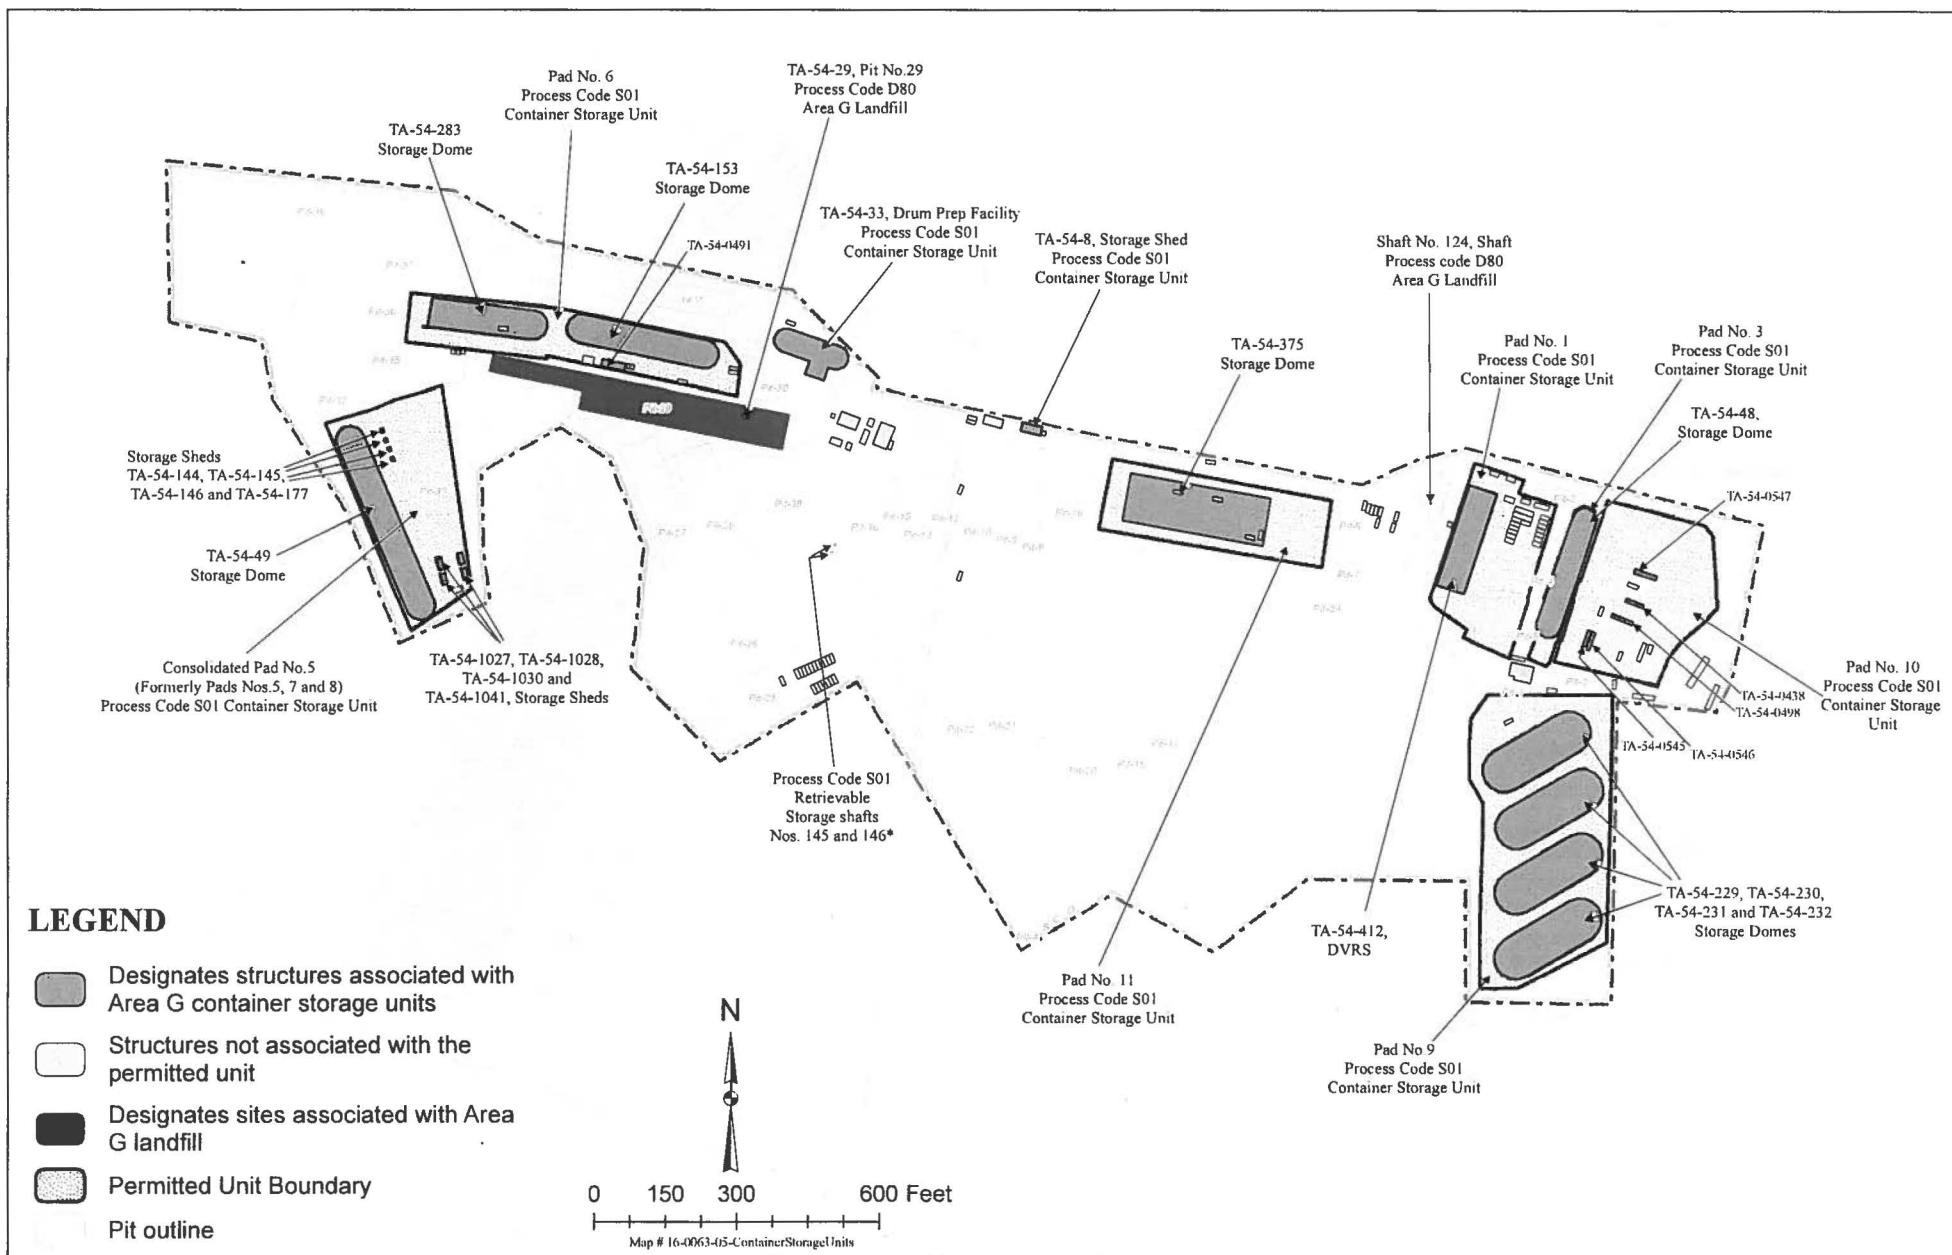 Pad No. 6
Process Code S01
Container Storage Unit
TA-54-29, Pit No.29
Process Code D80
Area G Landfill
TA-54-283
Storage Dome
TA-54-153
Storage Dome
TA-54-0491
TA-54-33, Drum Prep Facility
Process Code S01
Container Storage Unit
TA-54-8, Storage Shed
Process Code S01
Container Storage Unit
Shaft No. 124, Shaft
Process code D80
Area G Landfill
TA-54-375
Storage Dome
Pad No. 1
Process Code S01
Container Storage Unit
Pad No. 3
Process Code S01
Container Storage Unit
TA-54-48,
Storage Dome
TA-54-0547
Storage Sheds
TA-54-144, TA-54-145,
TA-54-146 and TA-54-177
TA-54-49
Storage Dome
Consolidated Pad No.5
(Formerly Pads Nos.5, 7 and 8)
Process Code S01 Container Storage Unit
TA-54-1027, TA-54-1028,
TA-54-1030 and
TA-54-1041, Storage Sheds
Process Code S01
Retrievable
Storage shafts
Nos. 145 and 146*
Pad No. 10
Process Code S01
Container Storage
Unit
TA-54-0438
TA-54-0498
TA-54-0545
TA-54-0546
TA-54-229, TA-54-230,
TA-54-231 and TA-54-232
Storage Domes
TA-54-412,
DVRS
Pad No. 11
Process Code S01
Container Storage Unit
Pad No 9
Process Code S01
Container Storage Unit
LEGEND
Designates structures associated with
Area G container storage units
Structures not associated with the
permitted unit
Designates sites associated with Area
G landfill
Permitted Unit Boundary
Pit outline
N
0 150 300 600 Feet
Map # 16-0063-05-ContainerStorageUnits